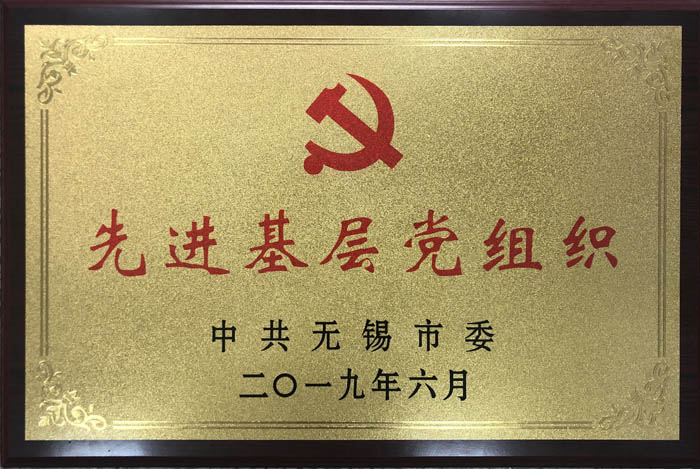 先进基层党组织
中共无锡市委
二〇一九年六月